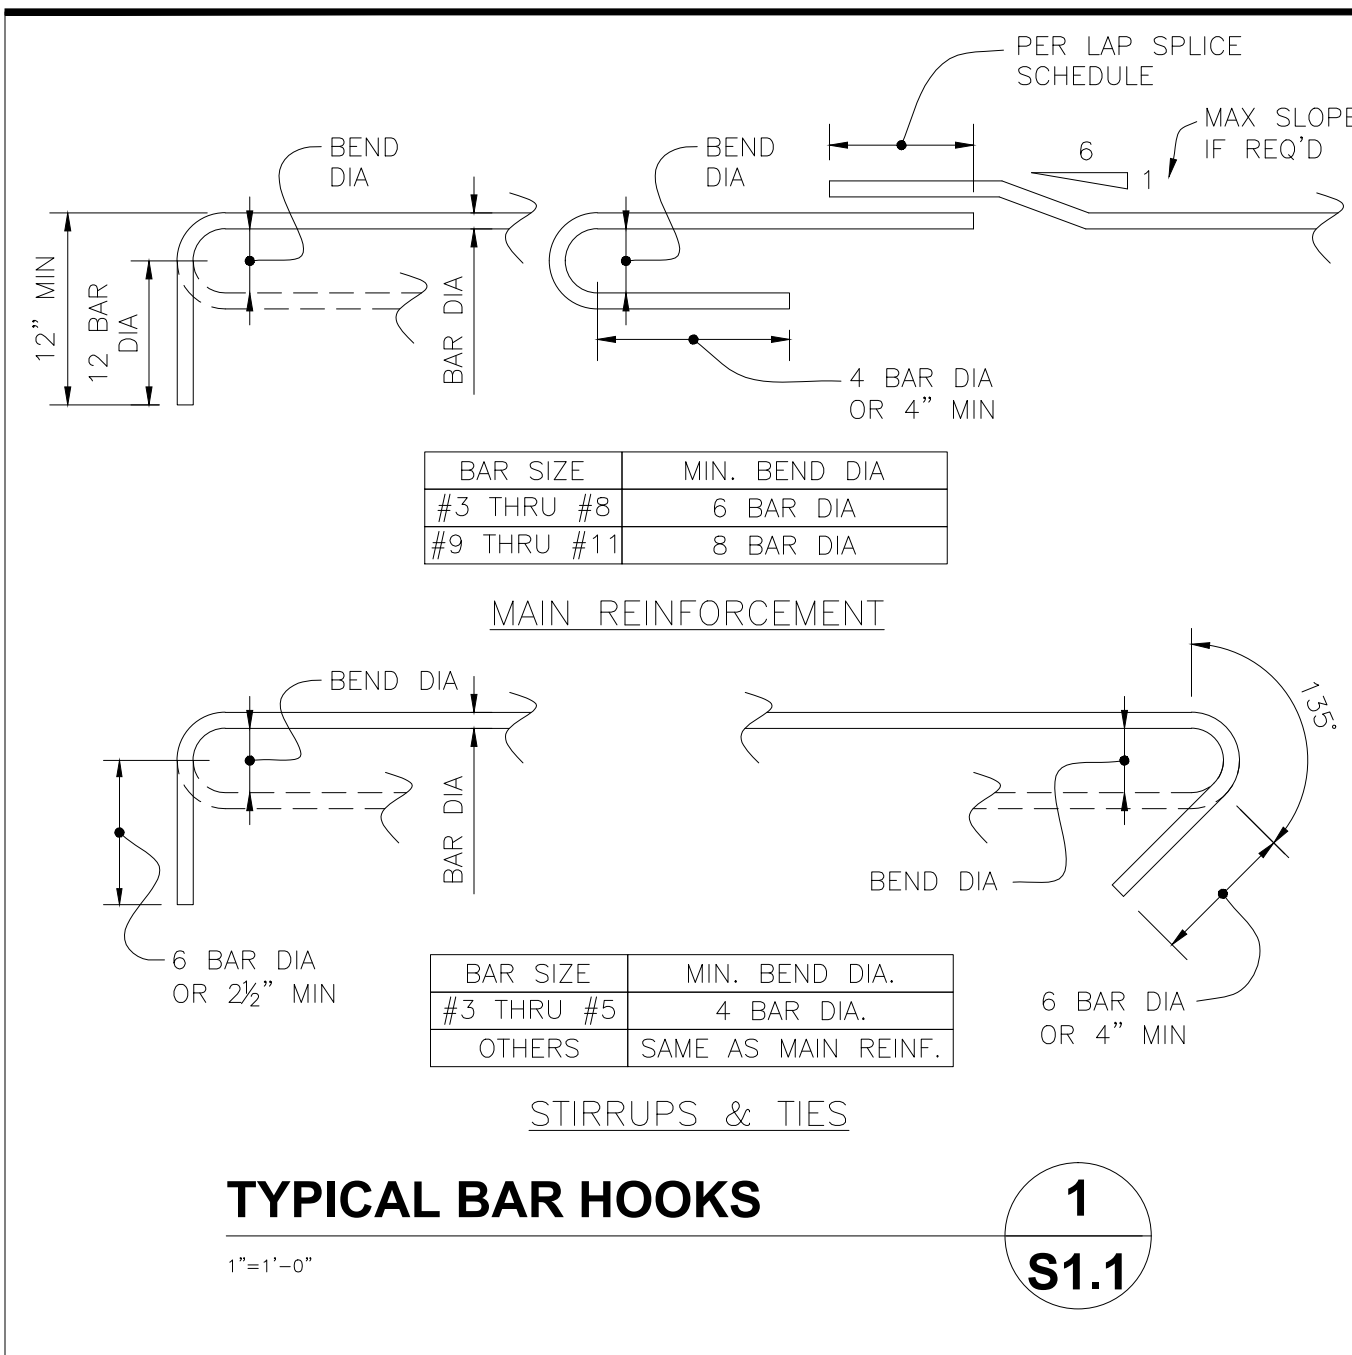 PER LAP SPLICE
SCHEDULE
MAX SLOPE
IF REQ'D
6
1
BEND
DIA
BEND
DIA
12" MIN
12 BAR
DIA
BAR DIA
4 BAR DIA
OR 4" MIN
BAR SIZE MIN. BEND DIA
#3 THRU #8 6 BAR DIA
#9 THRU #11 8 BAR DIA
MAIN REINFORCEMENT
BEND DIA
135°
BAR DIA
BEND DIA
6 BAR DIA
OR 2½" MIN
6 BAR DIA
OR 4" MIN
BAR SIZE MIN. BEND DIA.
#3 THRU #5 4 BAR DIA.
OTHERS SAME AS MAIN REINF.
STIRRUPS & TIES
TYPICAL BAR HOOKS
1
1"=1'-0"
S1.1